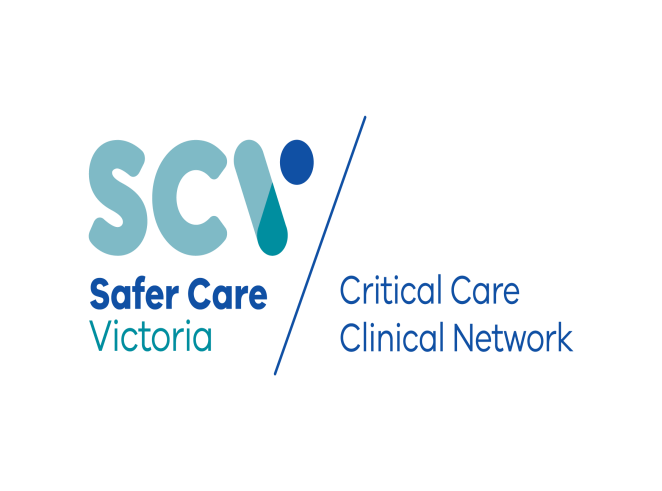 SCV
Safer Care
Victoria
Critical Care
Clinical Network